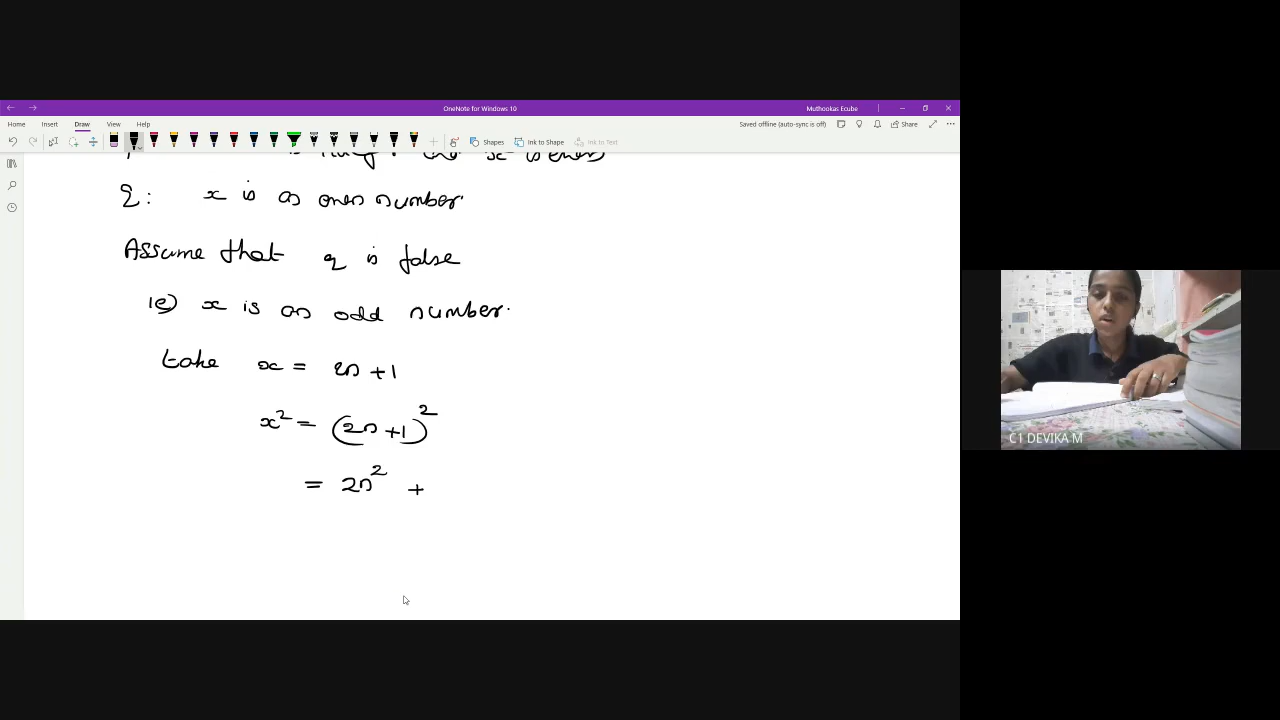 OneNote for Windows 10
Muthookas Ecube
Home Insert Draw View Help
Saved offline (auto-sync is off)
Share
Shapes
Ink to Shape
Ink to Text
q: x is an even number.
Assume that q is false
ie) x is an odd number.
take x = 2n +1
x² = (2n +1)²
= 2n² +
C1 DEVIKA M